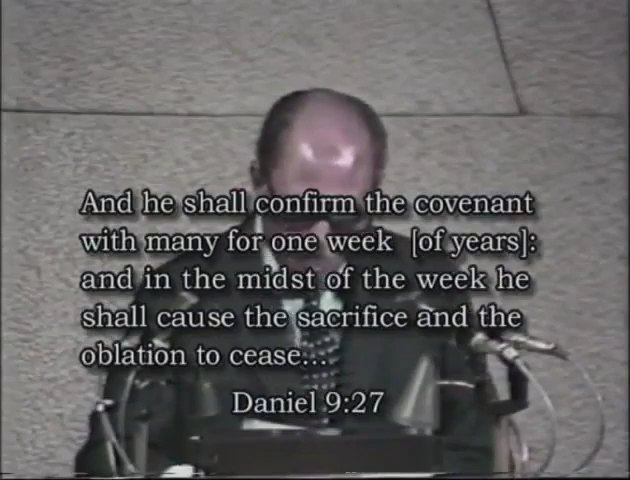 And he shall confirm the covenant
with many for one week [of years]:
and in the midst of the week he
shall cause the sacrifice and the
oblation to cease...
Daniel 9:27